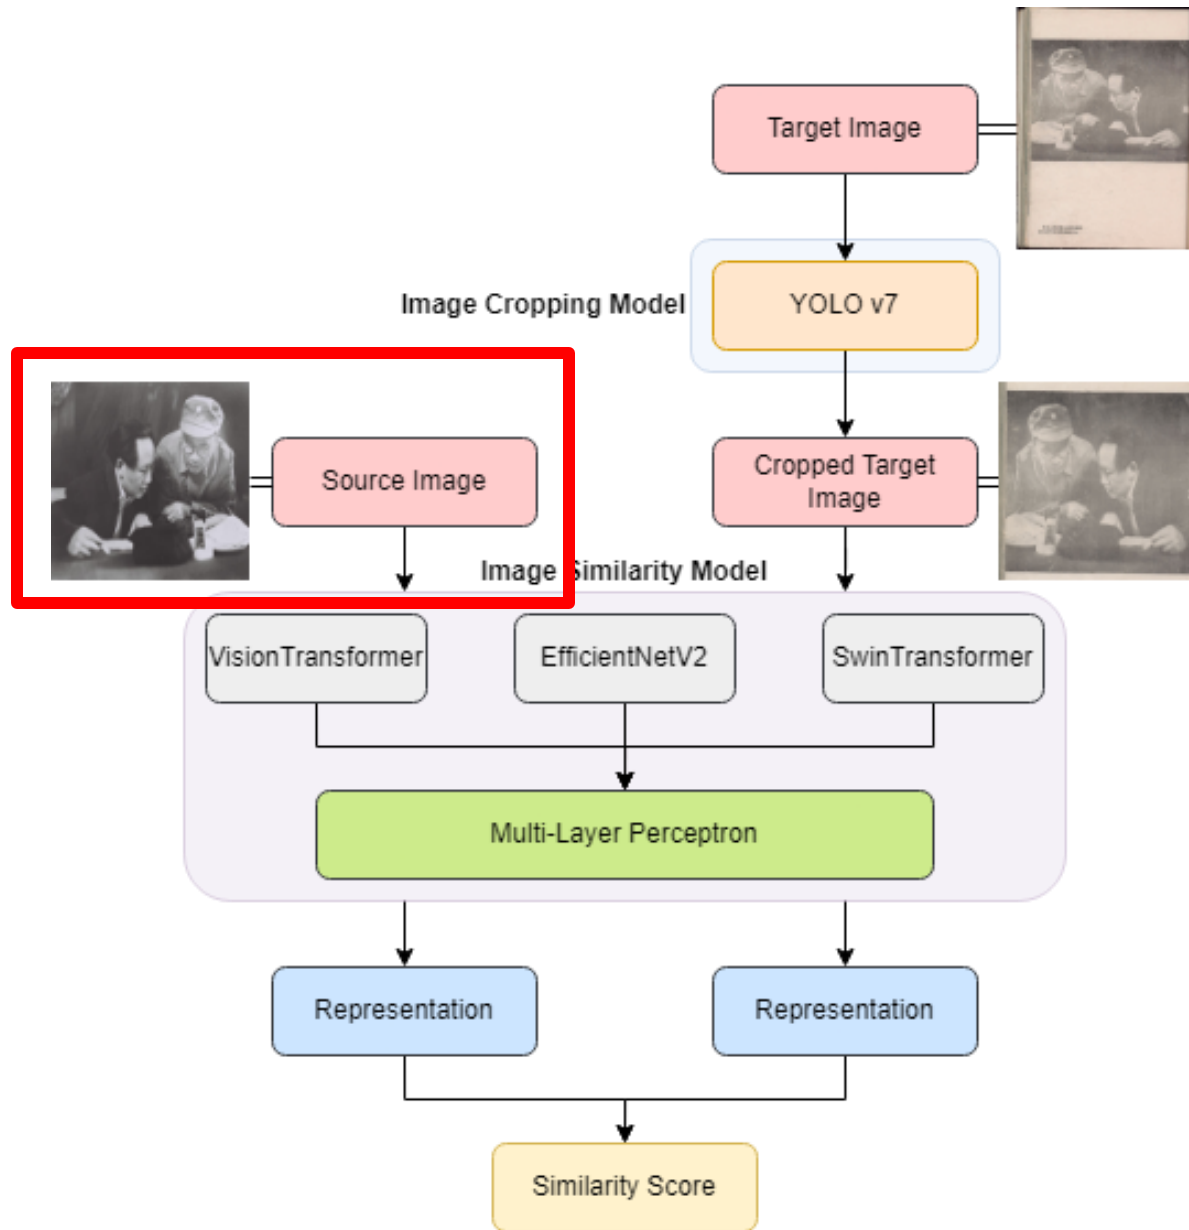 Target Image
Image Cropping Model
YOLO v7
Source Image
Cropped Target
Image
Image Similarity Model
VisionTransformer
EfficientNetV2
SwinTransformer
Multi-Layer Perceptron
Representation
Representation
Similarity Score